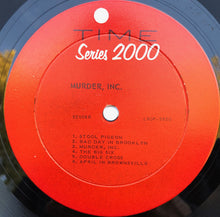 TIME
Series 2000
MURDER, INC.
1. STOOL PIGEON
2. BAD DAY IN BROOKLYN
3. MURDER, INC.
4. THE BIG SIX
5. DOUBLE CROSS
6. APRIL IN BROWNSVILLE